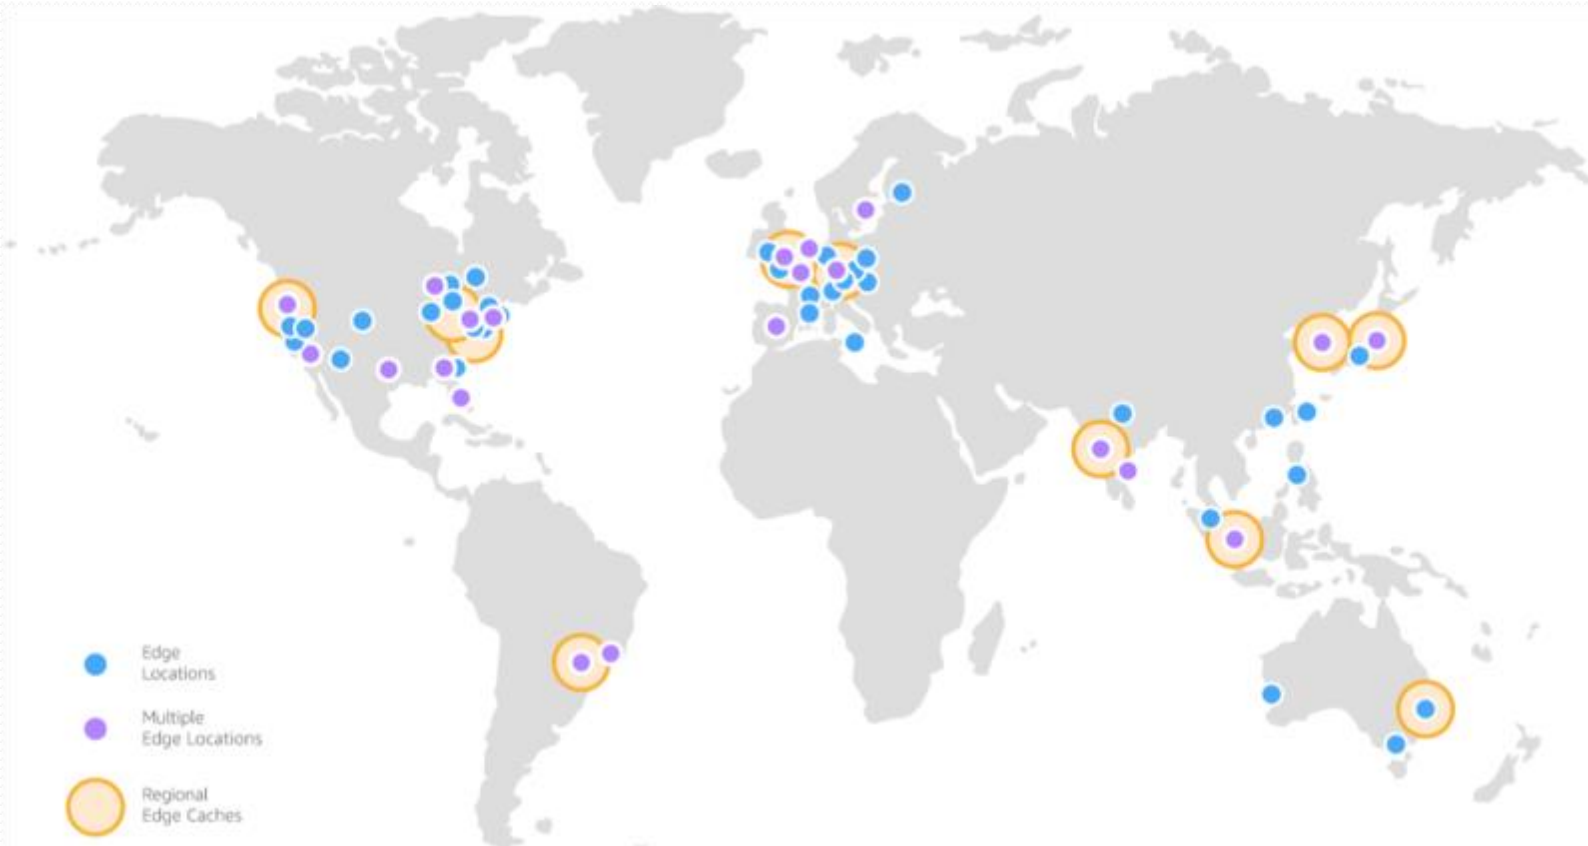 Edge
Locations
Multiple
Edge Locations
Regional
Edge Caches